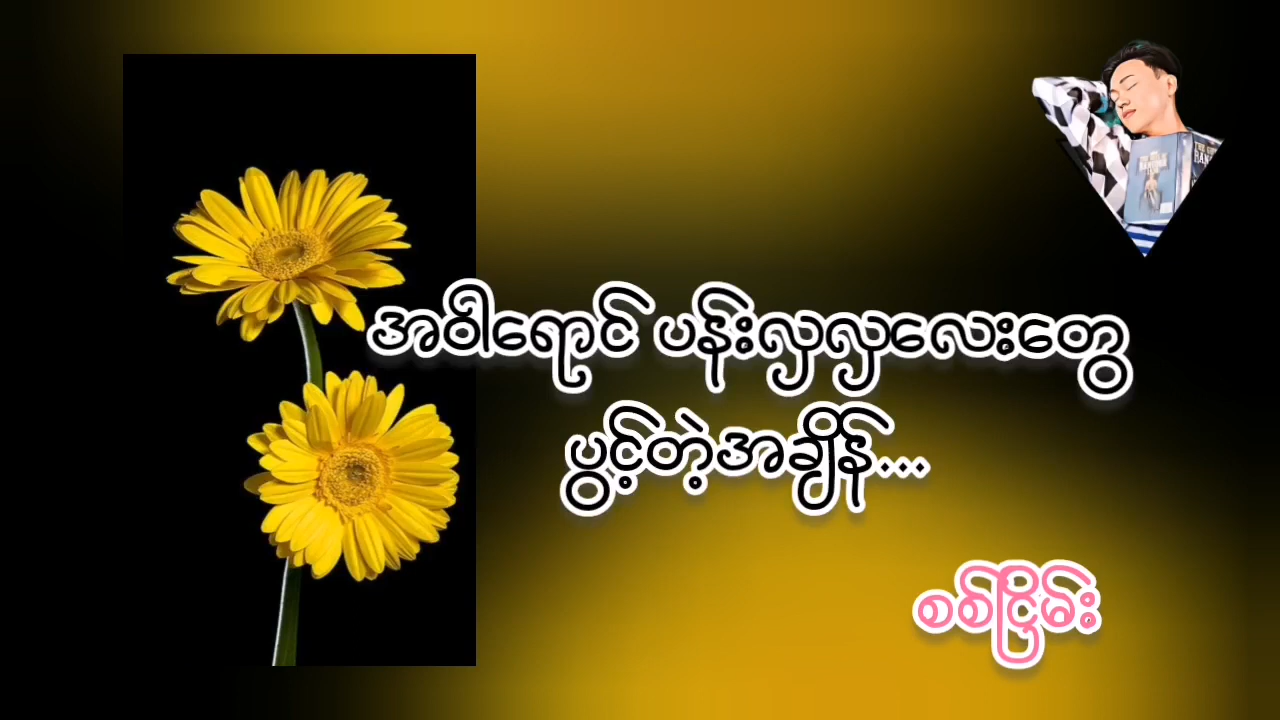 အဝါရောင် ပန်းလှလှလေးတွေ
ပွင့်တဲ့အချိန်...
စစ်ငြိမ်း